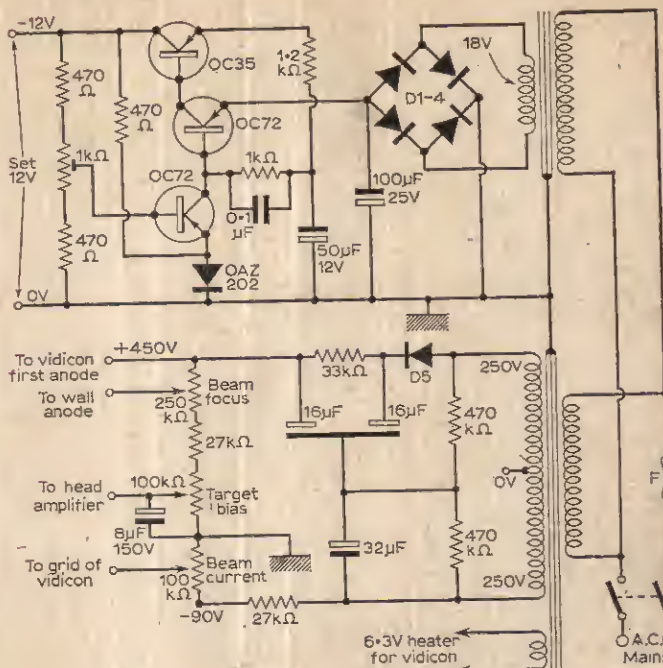 -12V
OC35
1·2
kΩ
18V
470
Ω
470
Ω
OC72
D1-4
Set
12V
1kΩ
OC72
1kΩ
100μF
25V
0·1
μF
470
Ω
50μF
12V
OAZ
202
0V
To vidicon
first anode
+450V
33kΩ
D5
250V
To wall
anode
250
kΩ
Beam
focus
16μF
16μF
470
kΩ
27kΩ
0V
F
To head
amplifier
100kΩ
Target
bias
8μF
150V
32μF
470
kΩ
To grid of
vidicon
100
kΩ
Beam
current
250V
-90V
27kΩ
6·3V heater
for vidicon
A.C.
Mains